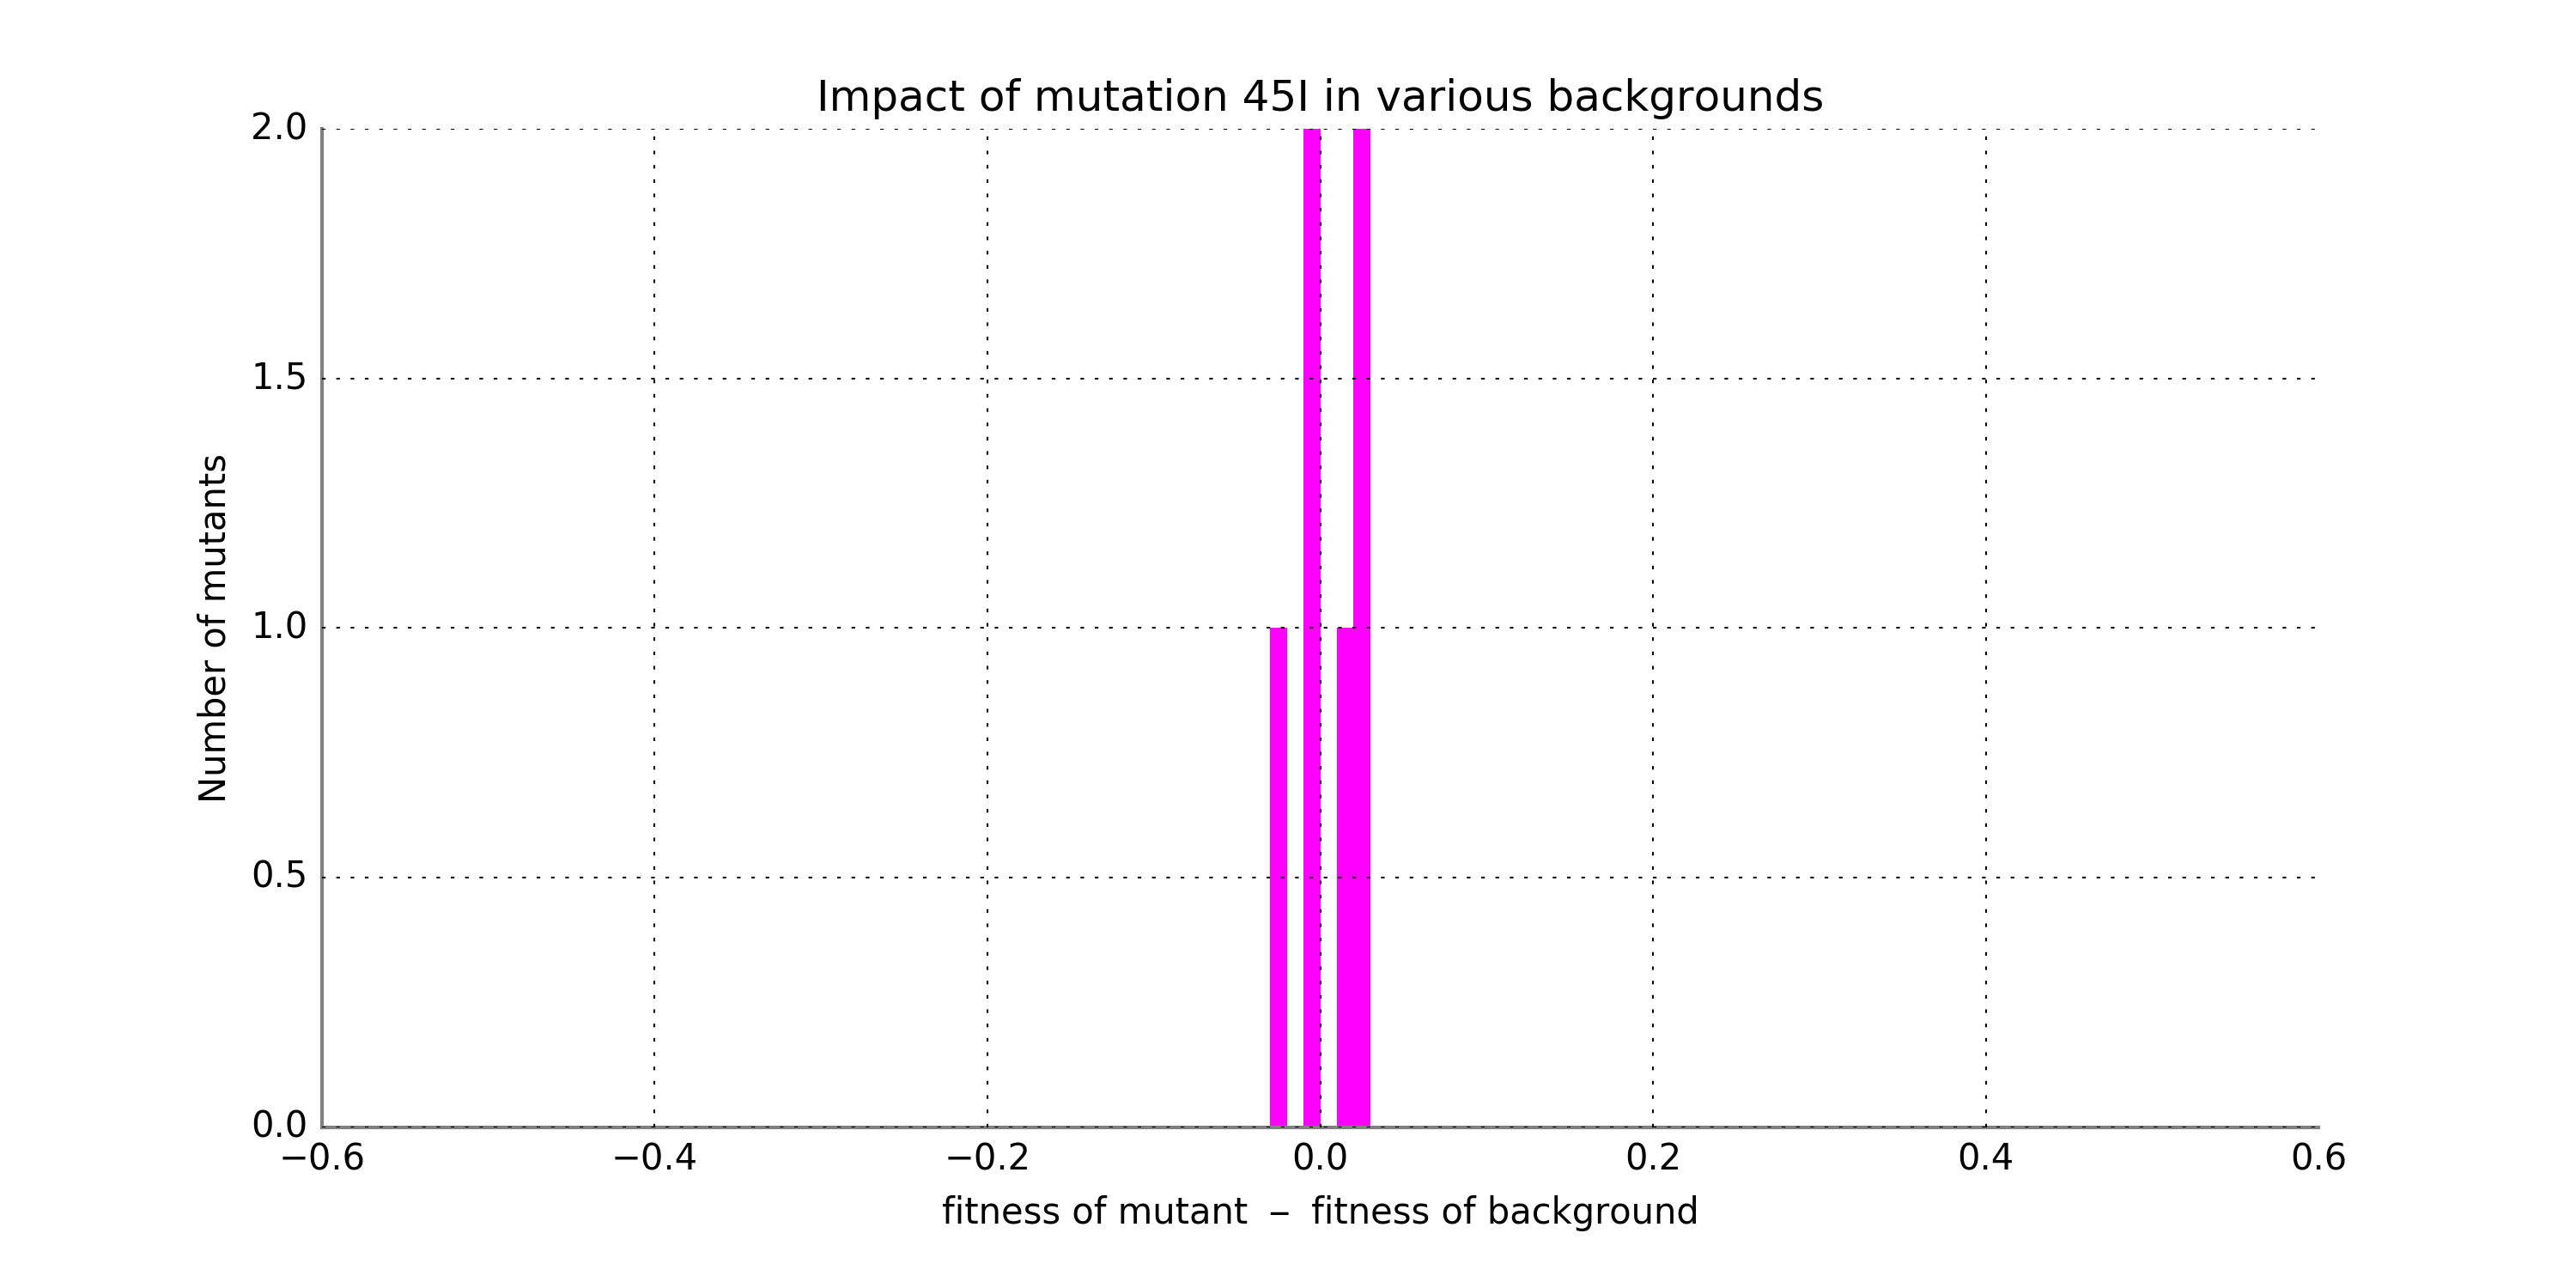 Impact of mutation 45I in various backgrounds
2.0
1.5
1.0
0.5
0.0
Number of mutants
−0.6 −0.4 −0.2 0.0 0.2 0.4 0.6
fitness of mutant − fitness of background